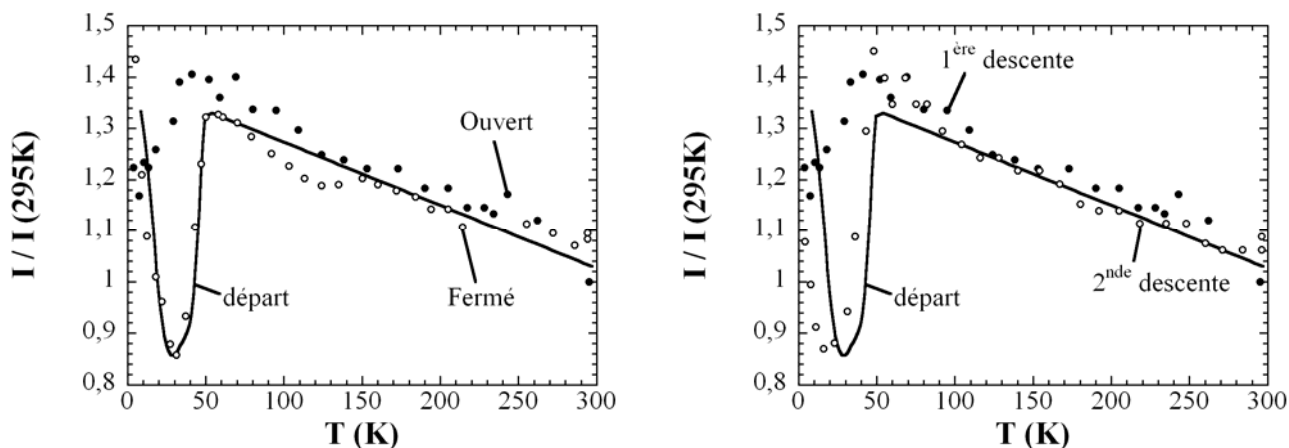 1,5
1,4
1,3
1,2
1,1
1
0,9
0,8
I / I (295K)
0 50 100 150 200 250 300
T (K)
Ouvert
départ
Fermé
1,5
1,4
1,3
1,2
1,1
1
0,9
0,8
I / I (295K)
0 50 100 150 200 250 300
T (K)
1ère descente
départ
2nde descente